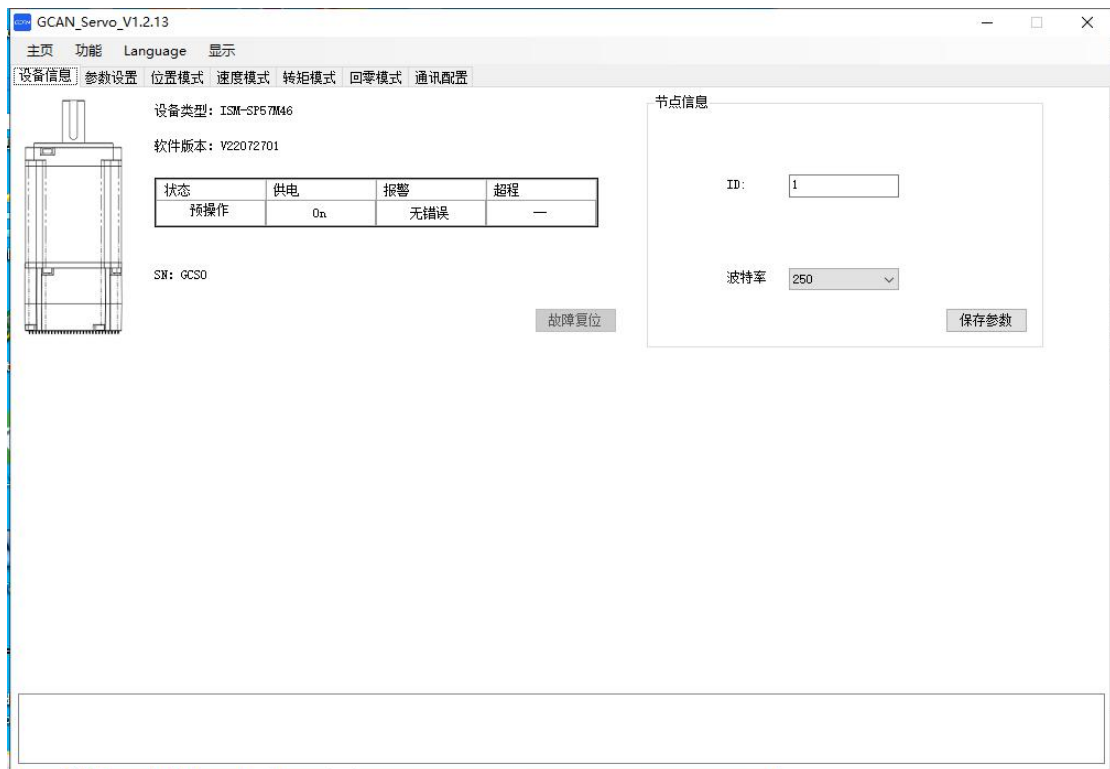 GCAN GCAN_Servo_V1.2.13
主页 功能 Language 显示
设备信息 参数设置 位置模式 速度模式 转矩模式 回零模式 通讯配置
设备类型: ISM-SP57M46
软件版本: V22072701
状态 供电 报警 超程
预操作 On 无错误 —
SN: GCSO
故障复位
节点信息
ID: 1
波特率 250
保存参数